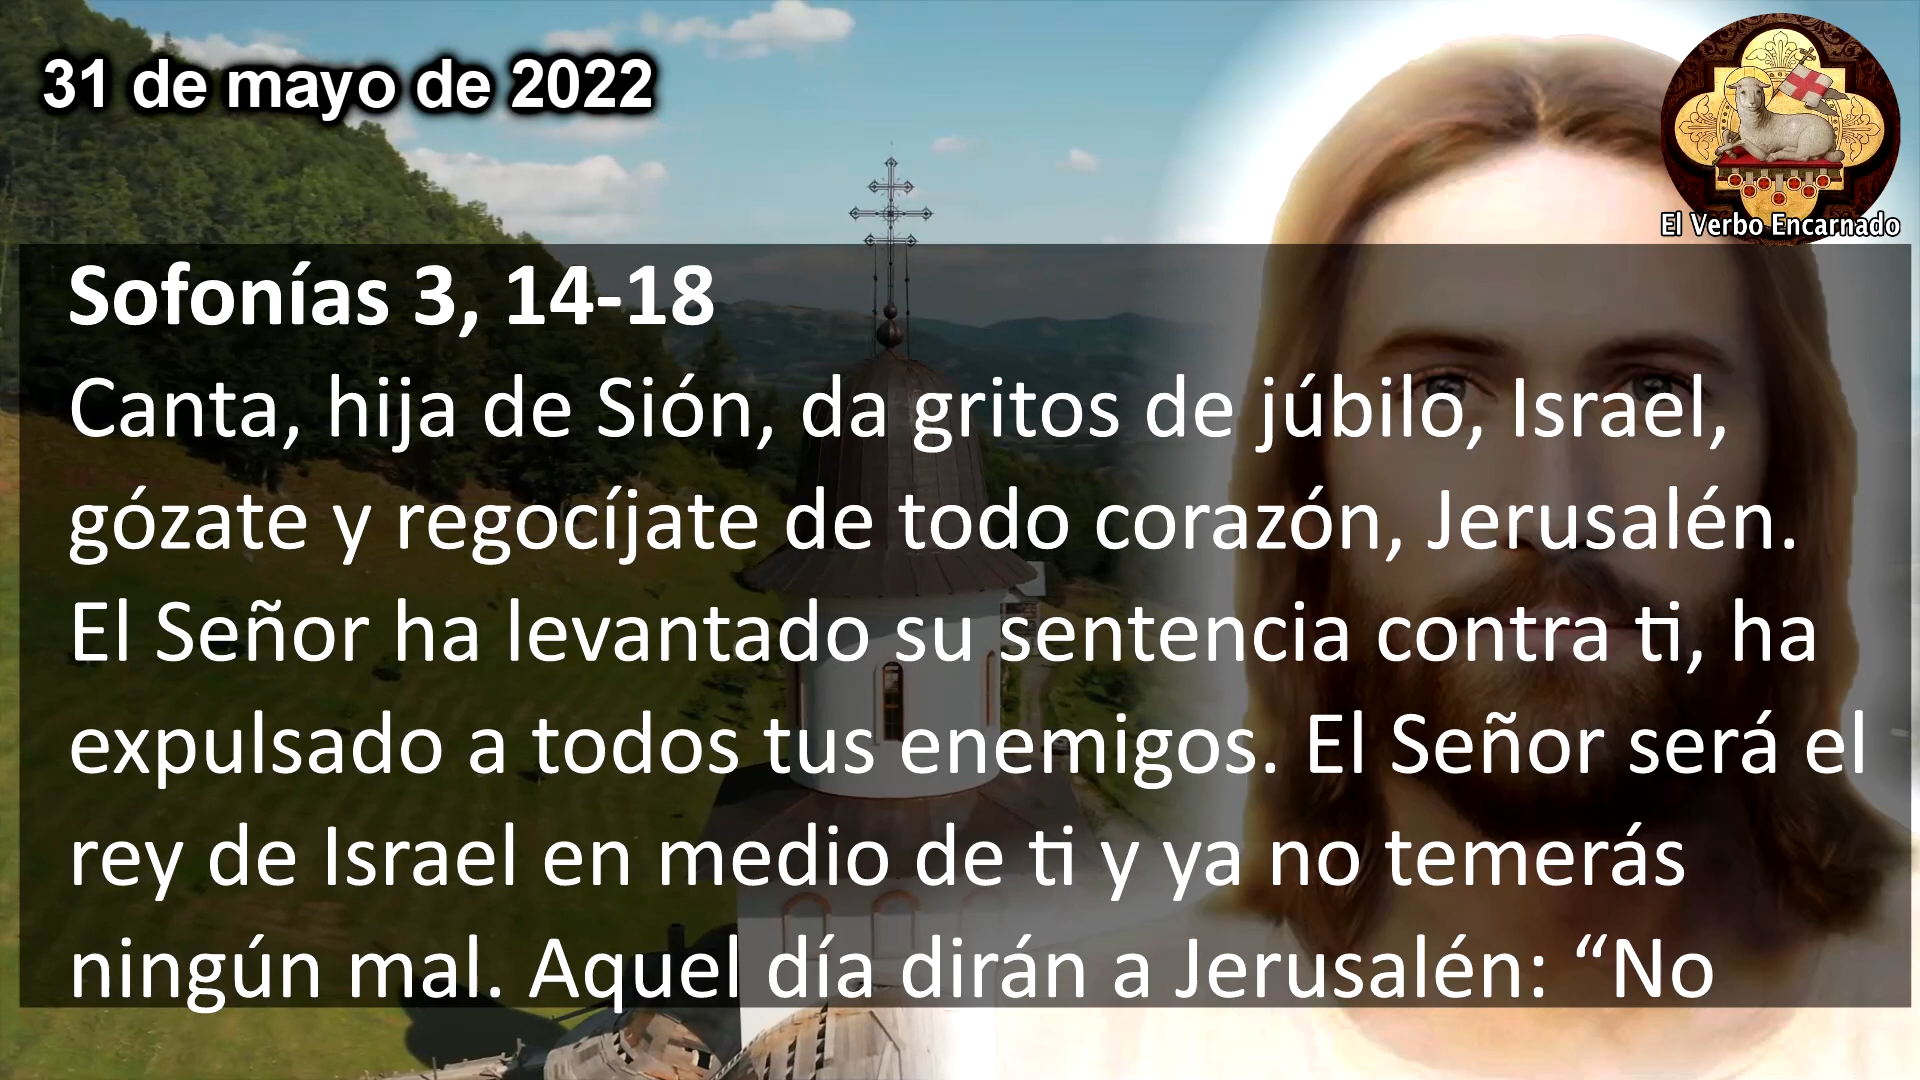 31 de mayo de 2022
El Verbo Encarnado
Sofonías 3, 14-18
Canta, hija de Sión, da gritos de júbilo, Israel,
gózate y regocíjate de todo corazón, Jerusalén.
El Señor ha levantado su sentencia contra ti, ha
expulsado a todos tus enemigos. El Señor será el
rey de Israel en medio de ti y ya no temerás
ningún mal. Aquel día dirán a Jerusalén: “No